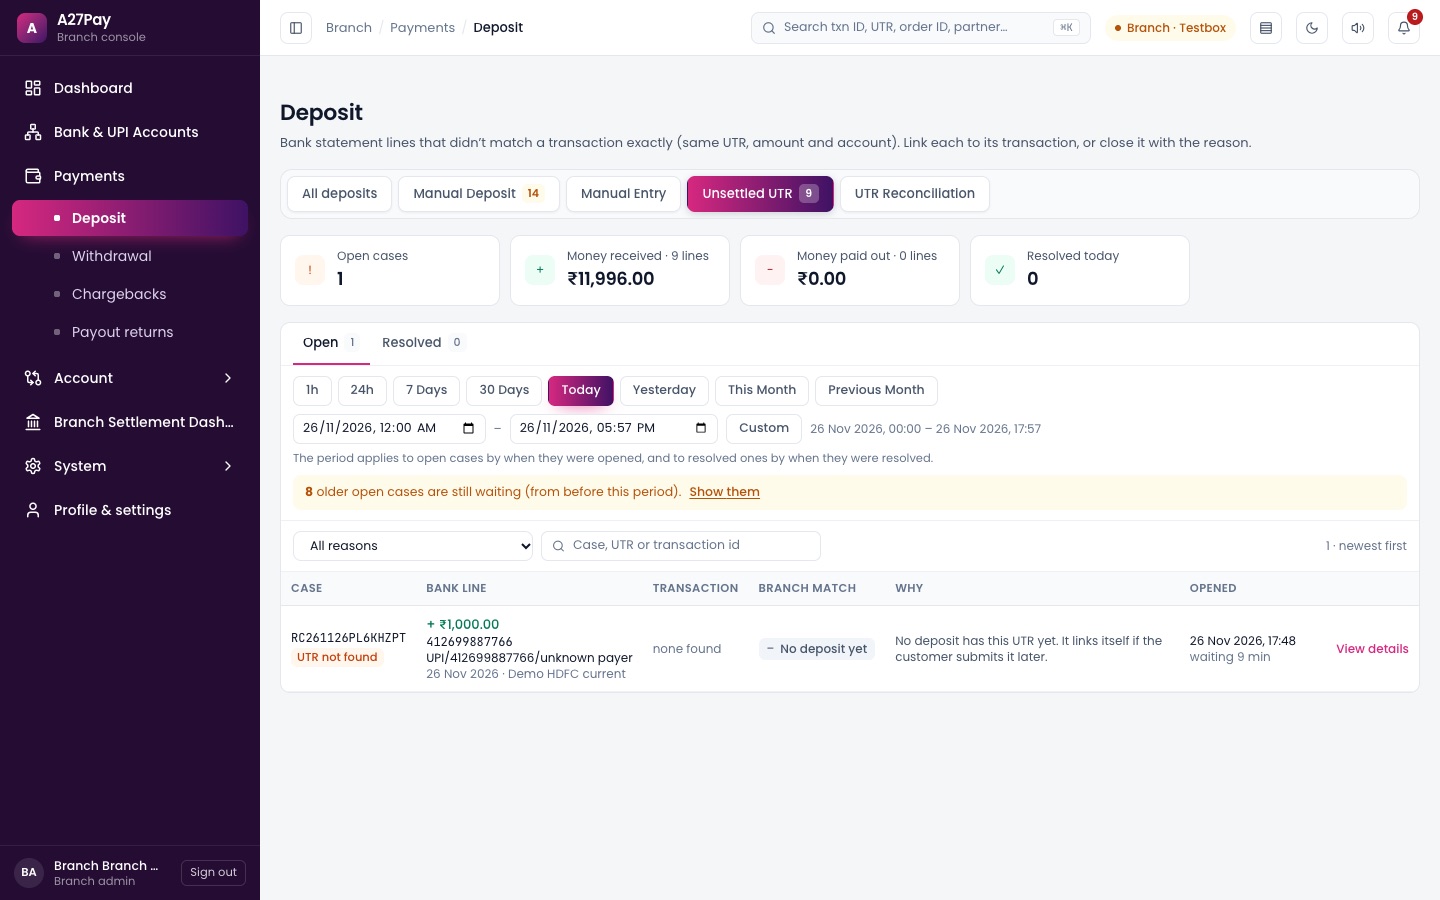 A
A27Pay
Branch console
Dashboard
Bank & UPI Accounts
Payments
Deposit
Withdrawal
Chargebacks
Payout returns
Account
Branch Settlement Dash...
System
Profile & settings
BA
Branch Branch ...
Branch admin
Sign out
Branch / Payments / Deposit
Search txn ID, UTR, order ID, partner...
⌘K
Branch · Testbox
9
Deposit
Bank statement lines that didn't match a transaction exactly (same UTR, amount and account). Link each to its transaction, or close it with the reason.
All deposits
Manual Deposit 14
Manual Entry
Unsettled UTR 9
UTR Reconciliation
!
Open cases
1
+
Money received · 9 lines
₹11,996.00
−
Money paid out · 0 lines
₹0.00
✓
Resolved today
0
Open 1
Resolved 0
1h
24h
7 Days
30 Days
Today
Yesterday
This Month
Previous Month
26/11/2026, 12:00 AM – 26/11/2026, 05:57 PM
Custom
26 Nov 2026, 00:00 – 26 Nov 2026, 17:57
The period applies to open cases by when they were opened, and to resolved ones by when they were resolved.
8 older open cases are still waiting (from before this period). Show them
All reasons
Case, UTR or transaction id
1 · newest first
CASE BANK LINE TRANSACTION BRANCH MATCH WHY OPENED
RC261126PL6KHZPT
UTR not found
+ ₹1,000.00
412699887766
UPI/412699887766/unknown payer
26 Nov 2026 · Demo HDFC current
none found
– No deposit yet
No deposit has this UTR yet. It links itself if the
customer submits it later.
26 Nov 2026, 17:48
waiting 9 min
View details